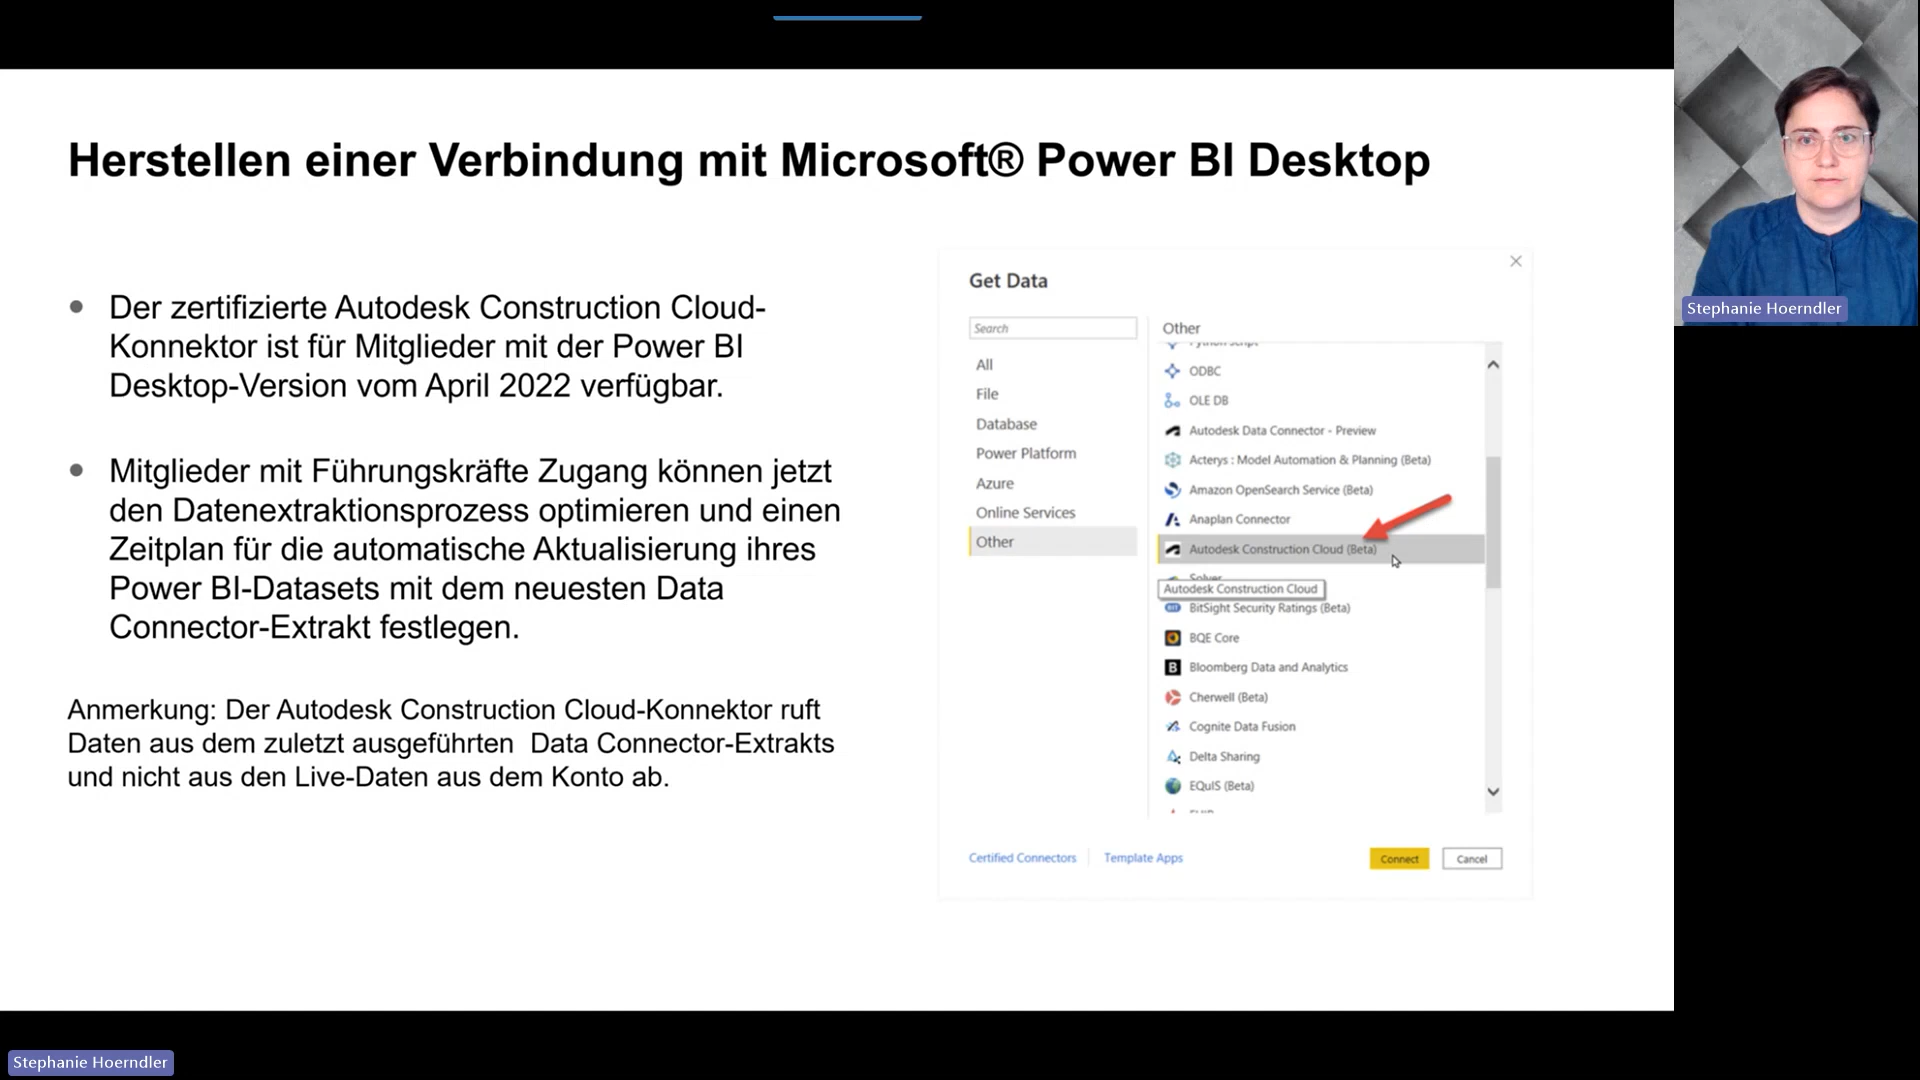 Herstellen einer Verbindung mit Microsoft® Power BI Desktop
Der zertifizierte Autodesk Construction Cloud-
Konnektor ist für Mitglieder mit der Power BI
Desktop-Version vom April 2022 verfügbar.
Mitglieder mit Führungskräfte Zugang können jetzt
den Datenextraktionsprozess optimieren und einen
Zeitplan für die automatische Aktualisierung ihres
Power BI-Datasets mit dem neuesten Data
Connector-Extrakt festlegen.
Anmerkung: Der Autodesk Construction Cloud-Konnektor ruft
Daten aus dem zuletzt ausgeführten  Data Connector-Extrakts
und nicht aus den Live-Daten aus dem Konto ab.
Get Data
Search
All
File
Database
Power Platform
Azure
Online Services
Other
Other
Python script
ODBC
OLE DB
Autodesk Data Connector - Preview
Acterys : Model Automation & Planning (Beta)
Amazon OpenSearch Service (Beta)
Anaplan Connector
Autodesk Construction Cloud (Beta)
Solver
Autodesk Construction Cloud
BitSight Security Ratings (Beta)
BQE Core
Bloomberg Data and Analytics
Cherwell (Beta)
Cognite Data Fusion
Delta Sharing
EQuIS (Beta)
Certified Connectors
Template Apps
Connect
Cancel
Stephanie Hoerndler
Stephanie Hoerndler